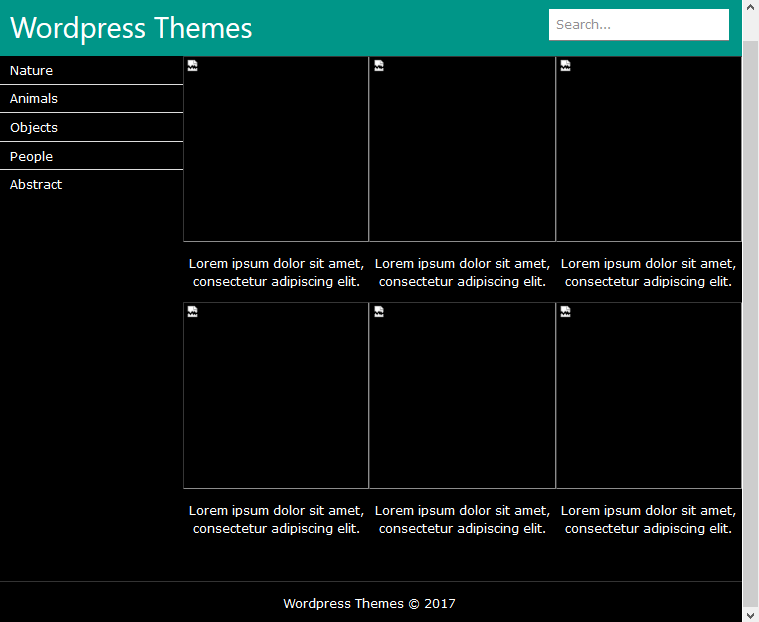 Wordpress Themes
Search...
Nature
Animals
Objects
People
Abstract
Lorem ipsum dolor sit amet,
consectetur adipiscing elit.
Lorem ipsum dolor sit amet,
consectetur adipiscing elit.
Lorem ipsum dolor sit amet,
consectetur adipiscing elit.
Lorem ipsum dolor sit amet,
consectetur adipiscing elit.
Lorem ipsum dolor sit amet,
consectetur adipiscing elit.
Lorem ipsum dolor sit amet,
consectetur adipiscing elit.
Wordpress Themes © 2017